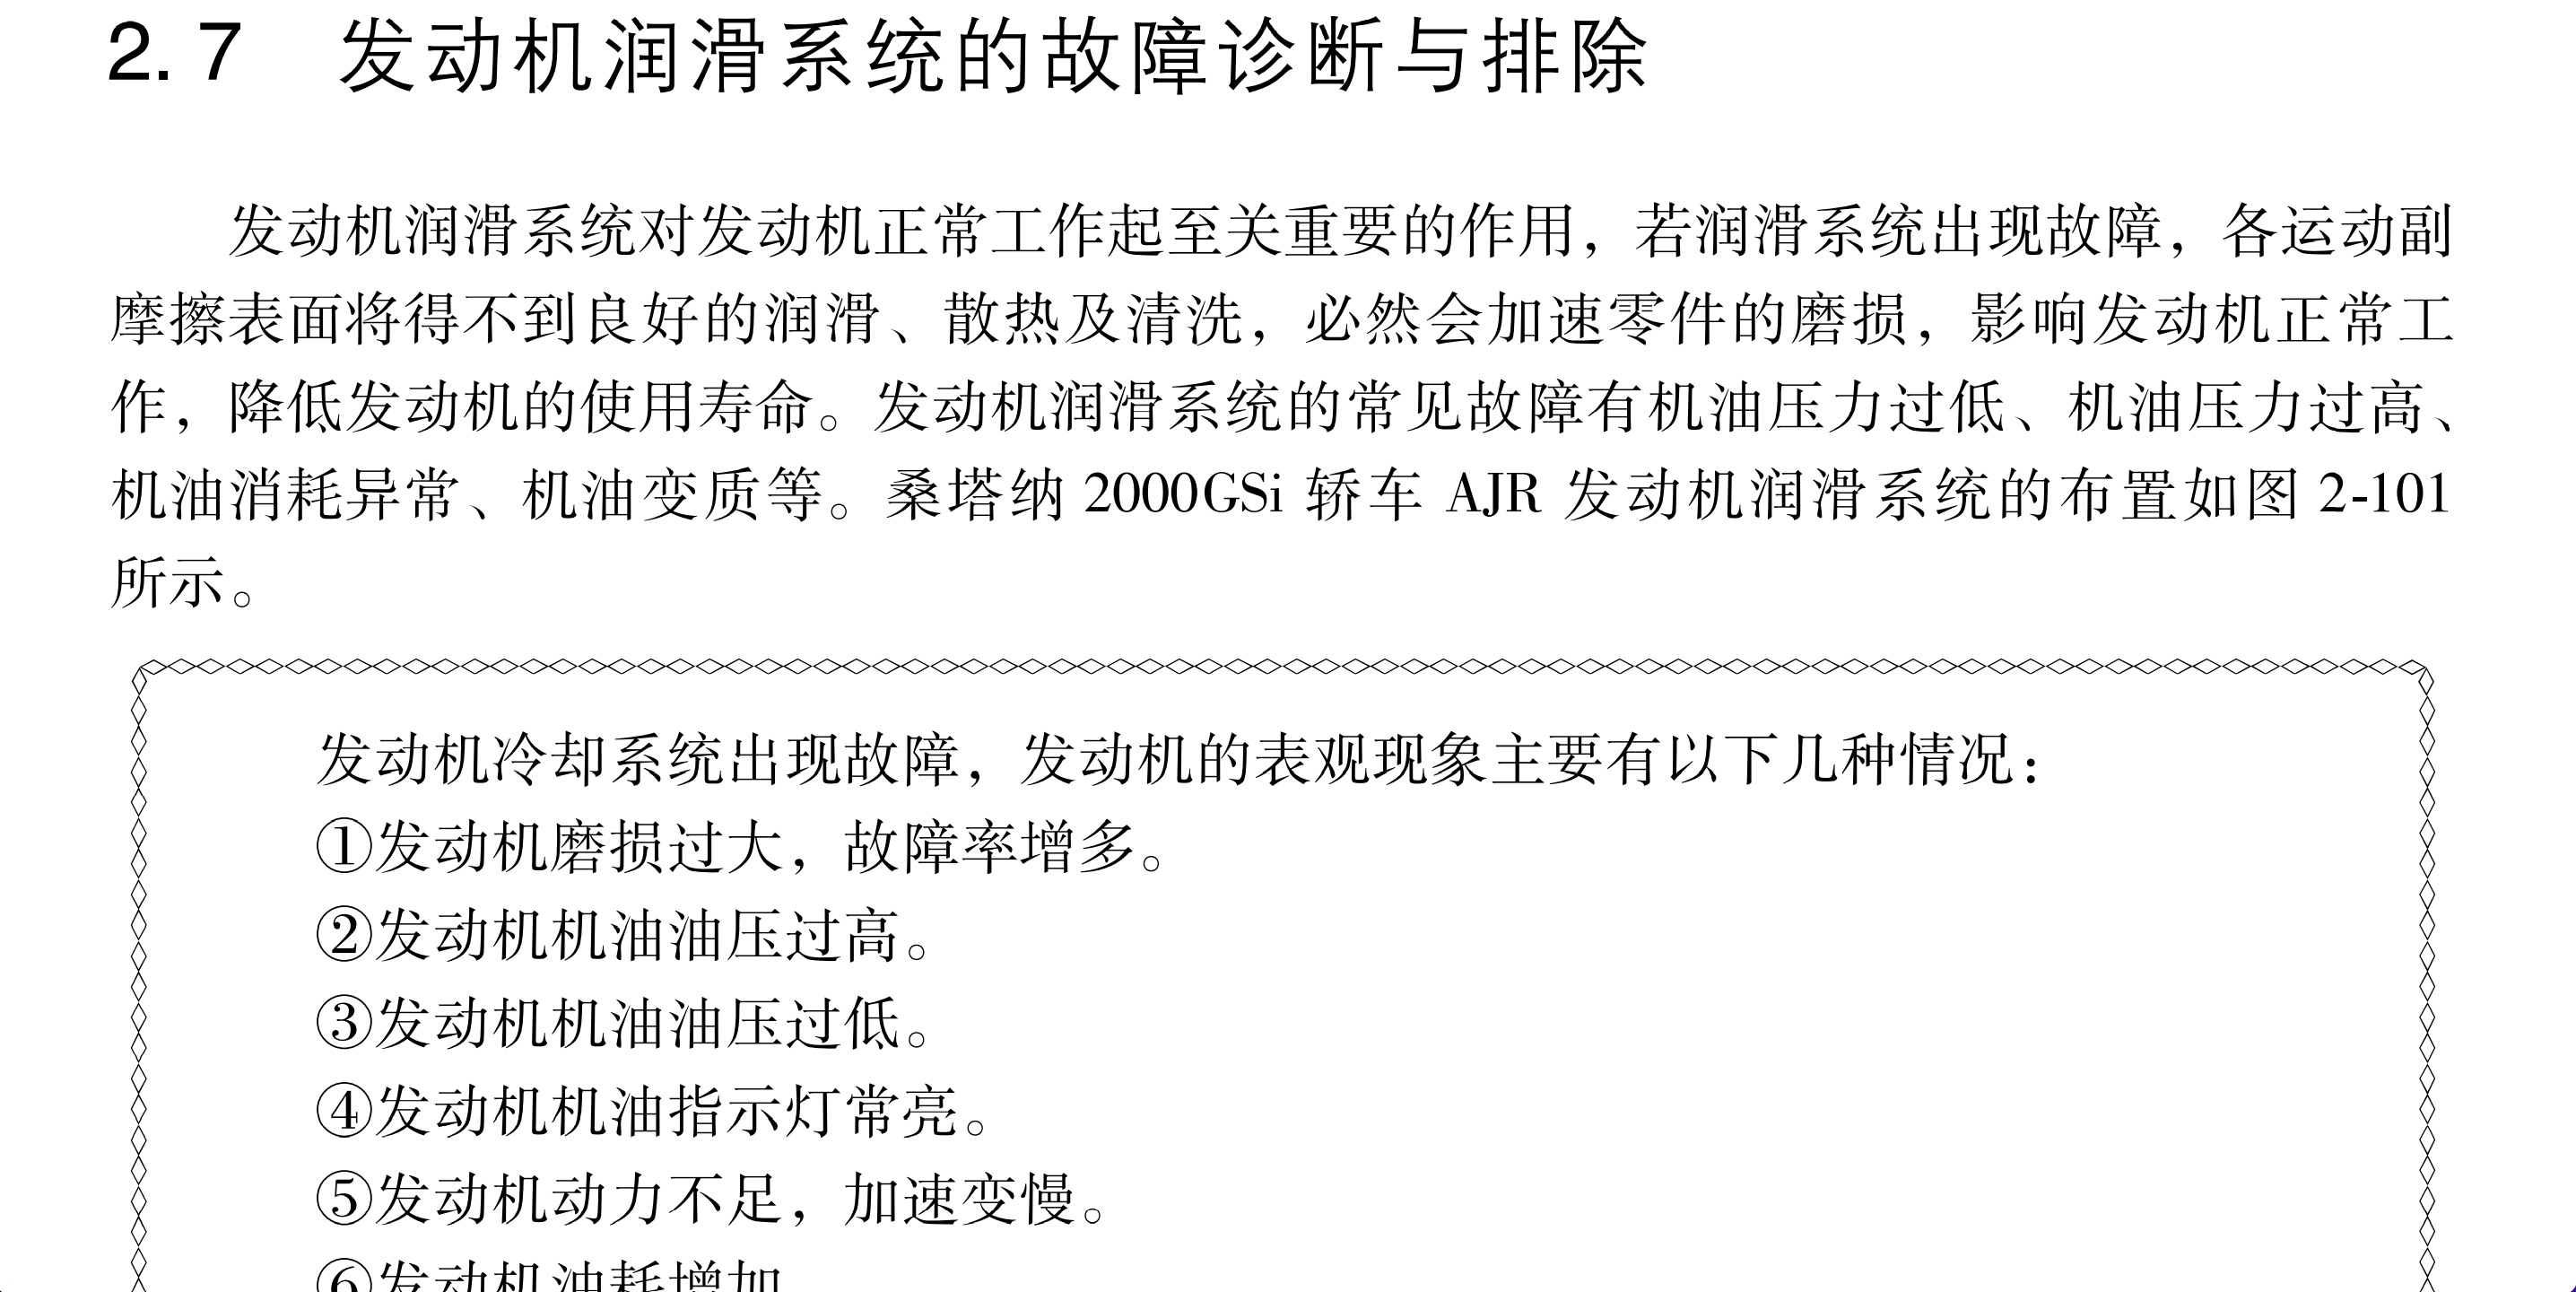 2.7 发动机润滑系统的故障诊断与排除
发动机润滑系统对发动机正常工作起至关重要的作用，若润滑系统出现故障，各运动副
摩擦表面将得不到良好的润滑、散热及清洗，必然会加速零件的磨损，影响发动机正常工
作，降低发动机的使用寿命。发动机润滑系统的常见故障有机油压力过低、机油压力过高、
机油消耗异常、机油变质等。桑塔纳 2000GSi 轿车 AJR 发动机润滑系统的布置如图 2-101
所示。
发动机冷却系统出现故障，发动机的表观现象主要有以下几种情况：
①发动机磨损过大，故障率增多。
②发动机机油油压过高。
③发动机机油油压过低。
④发动机机油指示灯常亮。
⑤发动机动力不足，加速变慢。
⑥发动机油耗增加